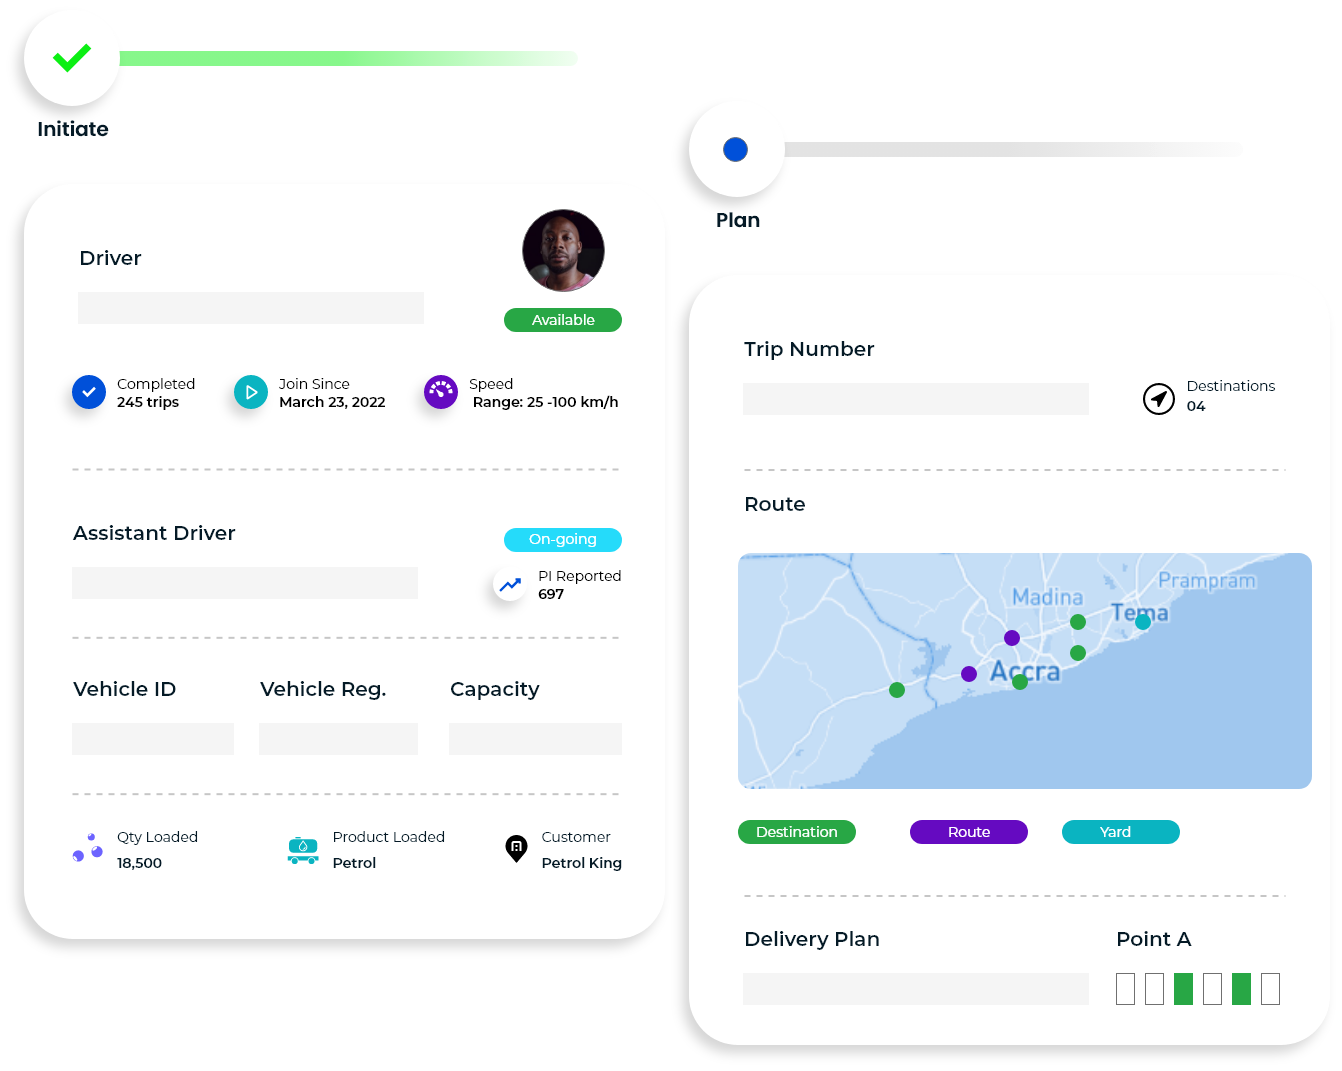 Initiate
Driver
Available
Completed
245 trips
Join Since
March 23, 2022
Speed
Range: 25 -100 km/h
Assistant Driver
On-going
PI Reported
697
Vehicle ID
Vehicle Reg.
Capacity
Qty Loaded
18,500
Product Loaded
Petrol
Customer
Petrol King
Plan
Trip Number
Destinations
04
Route
Prampram
Madina
Tema
Accra
Destination
Route
Yard
Delivery Plan
Point A